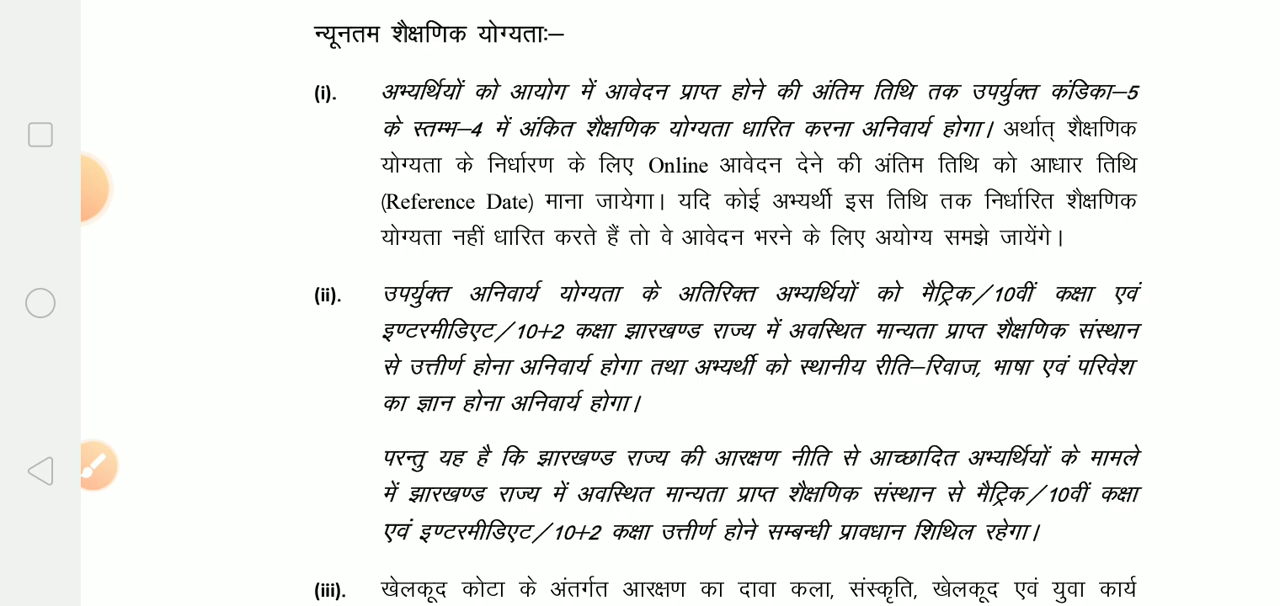 न्यूनतम शैक्षणिक योग्यताः–
(i). अभ्यर्थियों को आयोग में आवेदन प्राप्त होने की अंतिम तिथि तक उपर्युक्त कंडिका–5
के स्तम्भ–4 में अंकित शैक्षणिक योग्यता धारित करना अनिवार्य होगा। अर्थात् शैक्षणिक
योग्यता के निर्धारण के लिए Online आवेदन देने की अंतिम तिथि को आधार तिथि
(Reference Date) माना जायेगा। यदि कोई अभ्यर्थी इस तिथि तक निर्धारित शैक्षणिक
योग्यता नहीं धारित करते हैं तो वे आवेदन भरने के लिए अयोग्य समझे जायेंगे।
(ii). उपर्युक्त अनिवार्य योग्यता के अतिरिक्त अभ्यर्थियों को मैट्रिक/10वीं कक्षा एवं
इण्टरमीडिएट/10+2 कक्षा झारखण्ड राज्य में अवस्थित मान्यता प्राप्त शैक्षणिक संस्थान
से उत्तीर्ण होना अनिवार्य होगा तथा अभ्यर्थी को स्थानीय रीति–रिवाज, भाषा एवं परिवेश
का ज्ञान होना अनिवार्य होगा।
परन्तु यह है कि झारखण्ड राज्य की आरक्षण नीति से आच्छादित अभ्यर्थियों के मामले
में झारखण्ड राज्य में अवस्थित मान्यता प्राप्त शैक्षणिक संस्थान से मैट्रिक/10वीं कक्षा
एवं इण्टरमीडिएट/10+2 कक्षा उत्तीर्ण होने सम्बन्धी प्रावधान शिथिल रहेगा।
(iii). खेलकूद कोटा के अंतर्गत आरक्षण का दावा कला, संस्कृति, खेलकूद एवं युवा कार्य